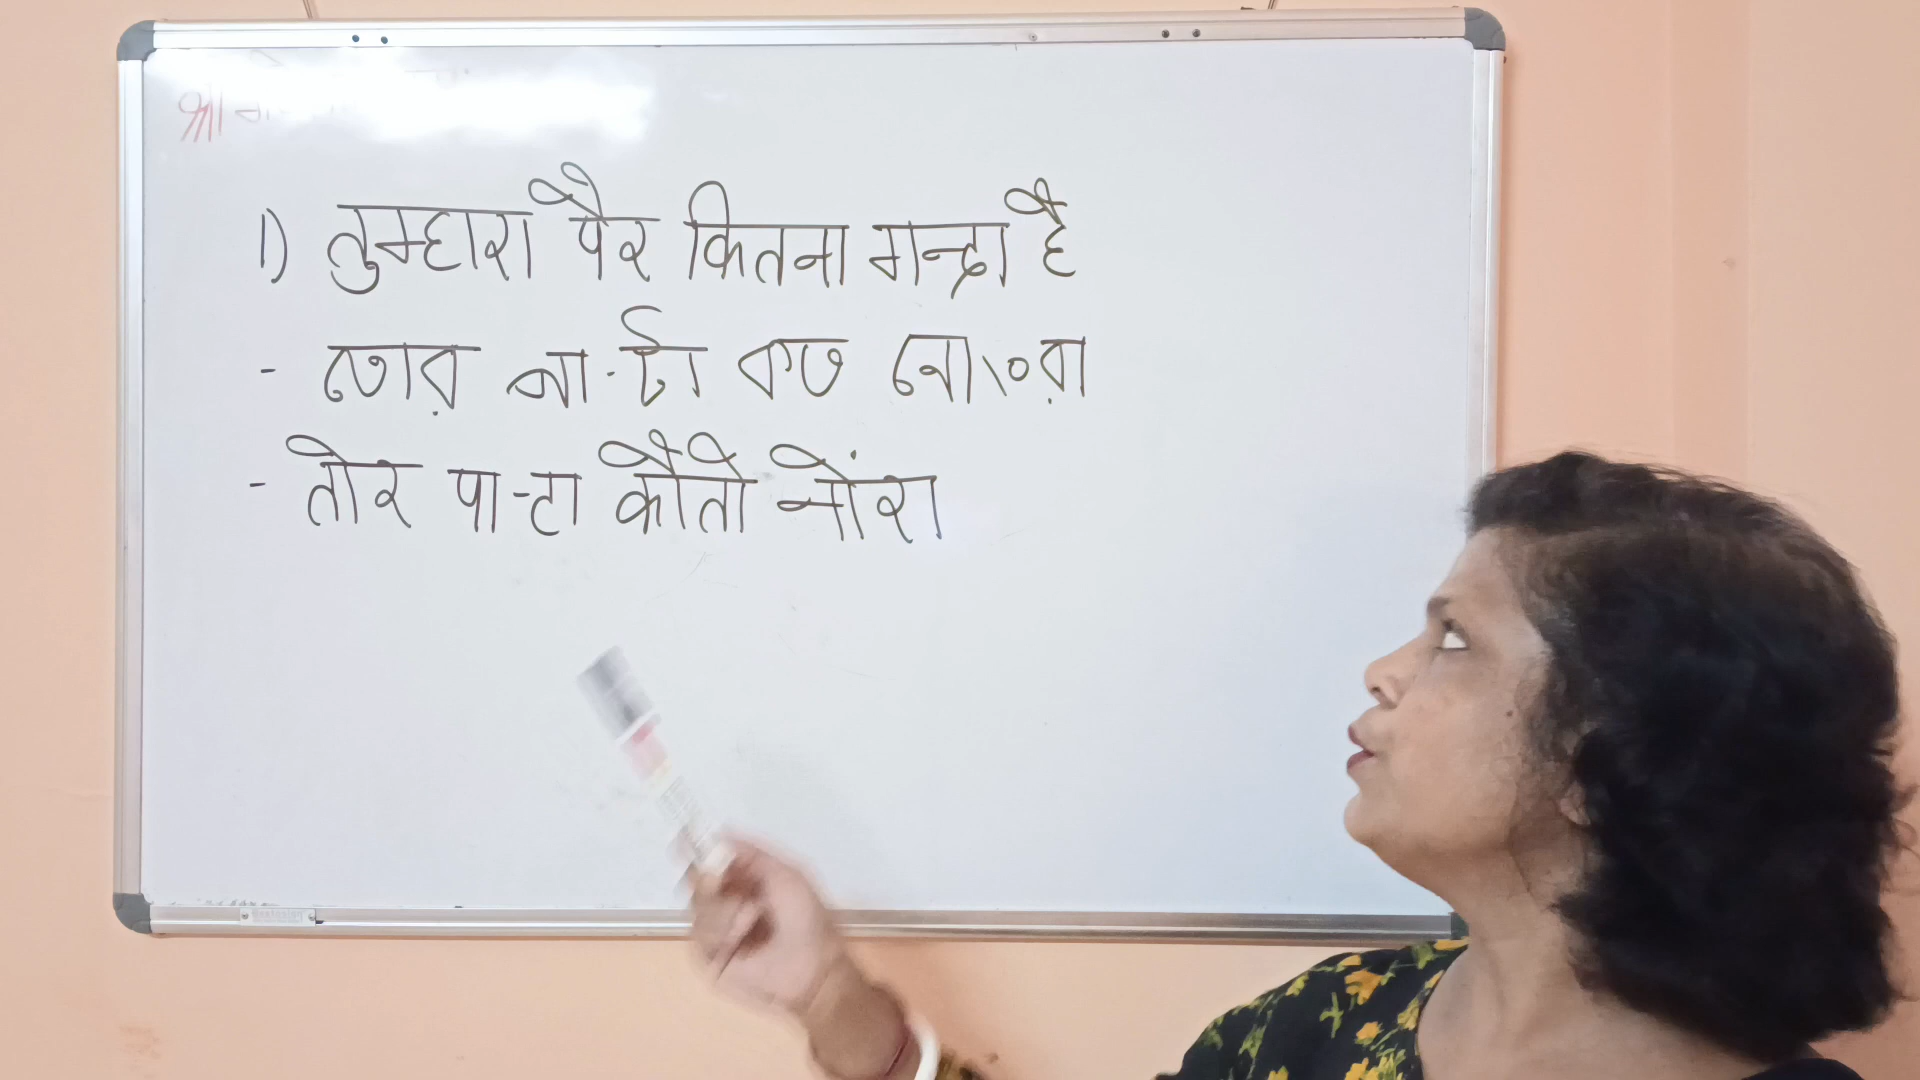 श्री
1) तुम्हारा पैर कितना गन्दा है
- তোর পা-টা কত নোংরা
- तोर पा-टा कौतो नोंरा